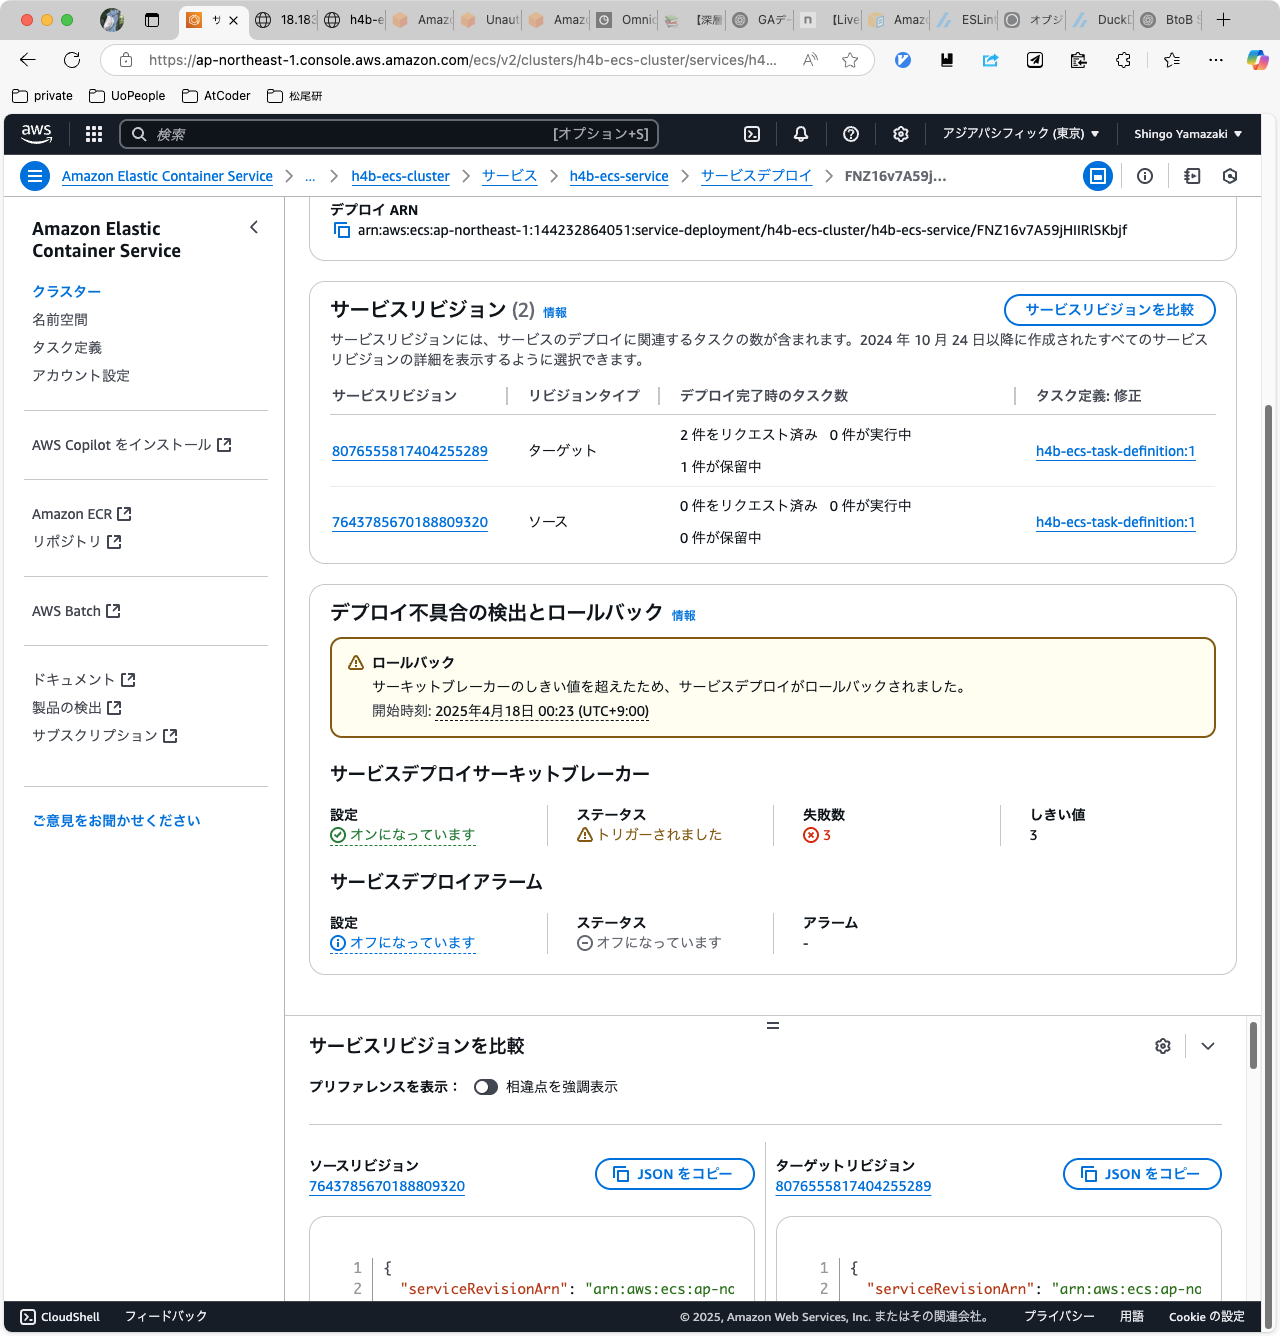 サ
18.183
h4b-e
Amaz
Unaut
Amaz
Omnic
【深層
GAデー
【Live
Amaz
ESLint
オブジ
DuckD
BtoB S
https://ap-northeast-1.console.aws.amazon.com/ecs/v2/clusters/h4b-ecs-cluster/services/h4...
private
UoPeople
AtCoder
松尾研
aws
検索
[オプション+S]
アジアパシフィック (東京)
Shingo Yamazaki
Amazon Elastic Container Service
...
h4b-ecs-cluster
サービス
h4b-ecs-service
サービスデプロイ
FNZ16v7A59j...
Amazon Elastic
Container Service
クラスター
名前空間
タスク定義
アカウント設定
AWS Copilot をインストール
Amazon ECR
リポジトリ
AWS Batch
ドキュメント
製品の検出
サブスクリプション
ご意見をお聞かせください
デプロイ ARN
arn:aws:ecs:ap-northeast-1:144232864051:service-deployment/h4b-ecs-cluster/h4b-ecs-service/FNZ16v7A59jHIIRlSKbjf
サービスリビジョン (2) 情報
サービスリビジョンを比較
サービスリビジョンには、サービスのデプロイに関連するタスクの数が含まれます。2024 年 10 月 24 日以降に作成されたすべてのサービス
リビジョンの詳細を表示するように選択できます。
サービスリビジョン
リビジョンタイプ
デプロイ完了時のタスク数
タスク定義: 修正
8076555817404255289
ターゲット
2 件をリクエスト済み 0 件が実行中
1 件が保留中
h4b-ecs-task-definition:1
7643785670188809320
ソース
0 件をリクエスト済み 0 件が実行中
0 件が保留中
h4b-ecs-task-definition:1
デプロイ不具合の検出とロールバック 情報
ロールバック
サーキットブレーカーのしきい値を超えたため、サービスデプロイがロールバックされました。
開始時刻: 2025年4月18日 00:23 (UTC+9:00)
サービスデプロイサーキットブレーカー
設定
オンになっています
ステータス
トリガーされました
失敗数
3
しきい値
3
サービスデプロイアラーム
設定
オフになっています
ステータス
オフになっています
アラーム
-
サービスリビジョンを比較
プリファレンスを表示：
相違点を強調表示
ソースリビジョン
7643785670188809320
JSON をコピー
ターゲットリビジョン
8076555817404255289
JSON をコピー
1 {
2 "serviceRevisionArn": "arn:aws:ecs:ap-no
1 {
2 "serviceRevisionArn": "arn:aws:ecs:ap-no
CloudShell
フィードバック
© 2025, Amazon Web Services, Inc. またはその関連会社。
プライバシー
用語
Cookie の設定